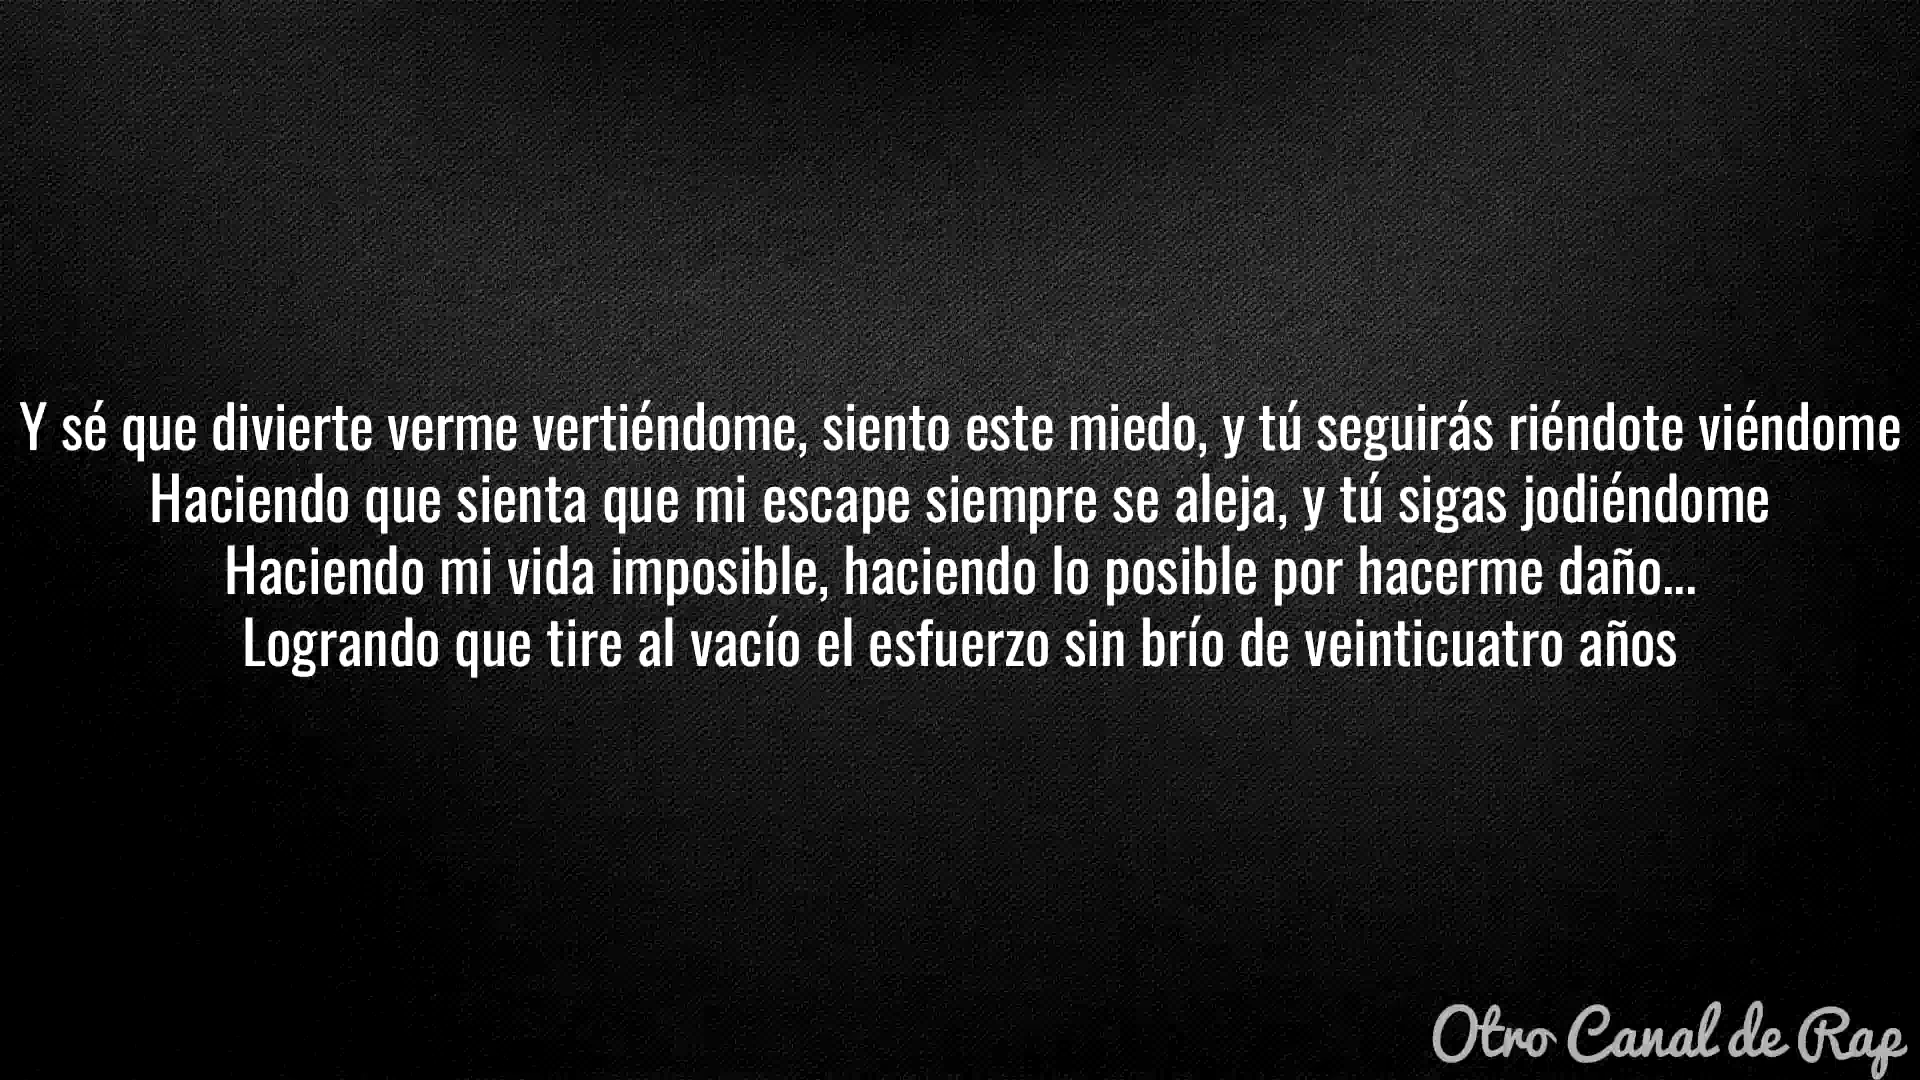 Y sé que divierte verme vertiéndome, siento este miedo, y tú seguirás riéndote viéndome
Haciendo que sienta que mi escape siempre se aleja, y tú sigas jodiéndome
Haciendo mi vida imposible, haciendo lo posible por hacerme daño...
Logrando que tire al vacío el esfuerzo sin brío de veinticuatro años
Otro Canal de Rap